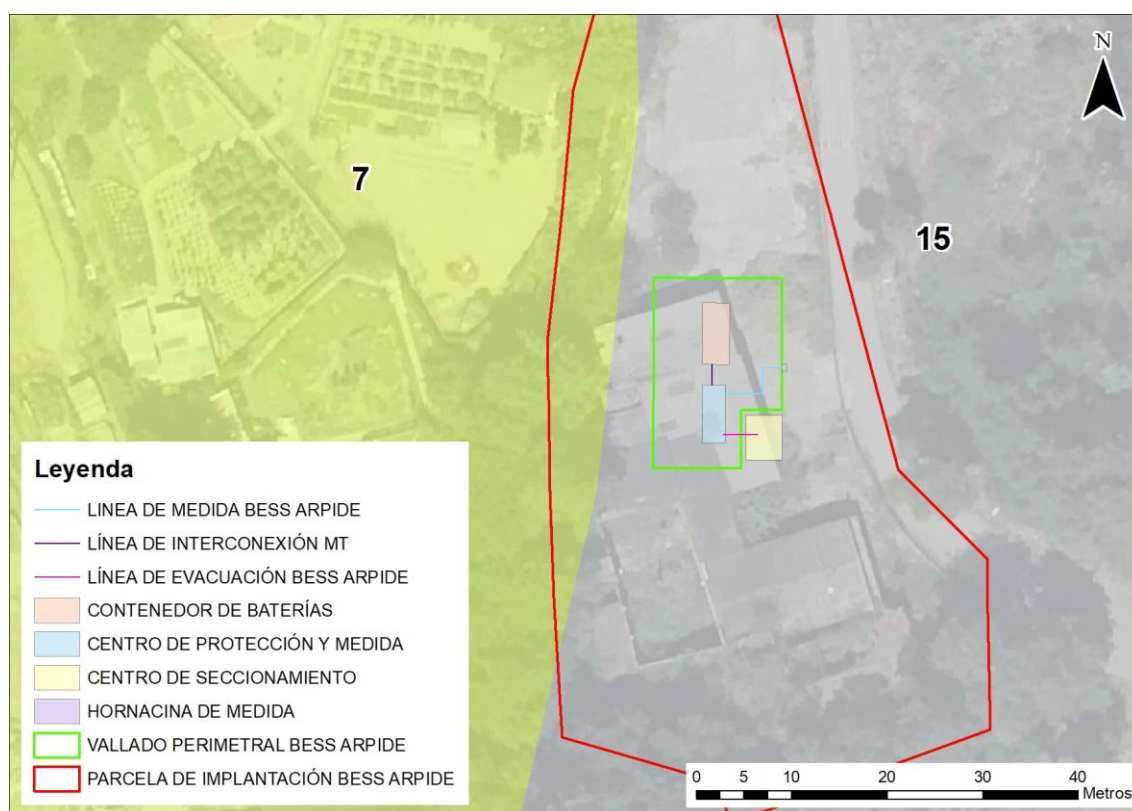 N
7
15
Leyenda
LINEA DE MEDIDA BESS ARPIDE
LÍNEA DE INTERCONEXIÓN MT
LÍNEA DE EVACUACIÓN BESS ARPIDE
CONTENEDOR DE BATERÍAS
CENTRO DE PROTECCIÓN Y MEDIDA
CENTRO DE SECCIONAMIENTO
HORNACINA DE MEDIDA
VALLADO PERIMETRAL BESS ARPIDE
PARCELA DE IMPLANTACIÓN BESS ARPIDE
0 5 10 20 30 40
Metros